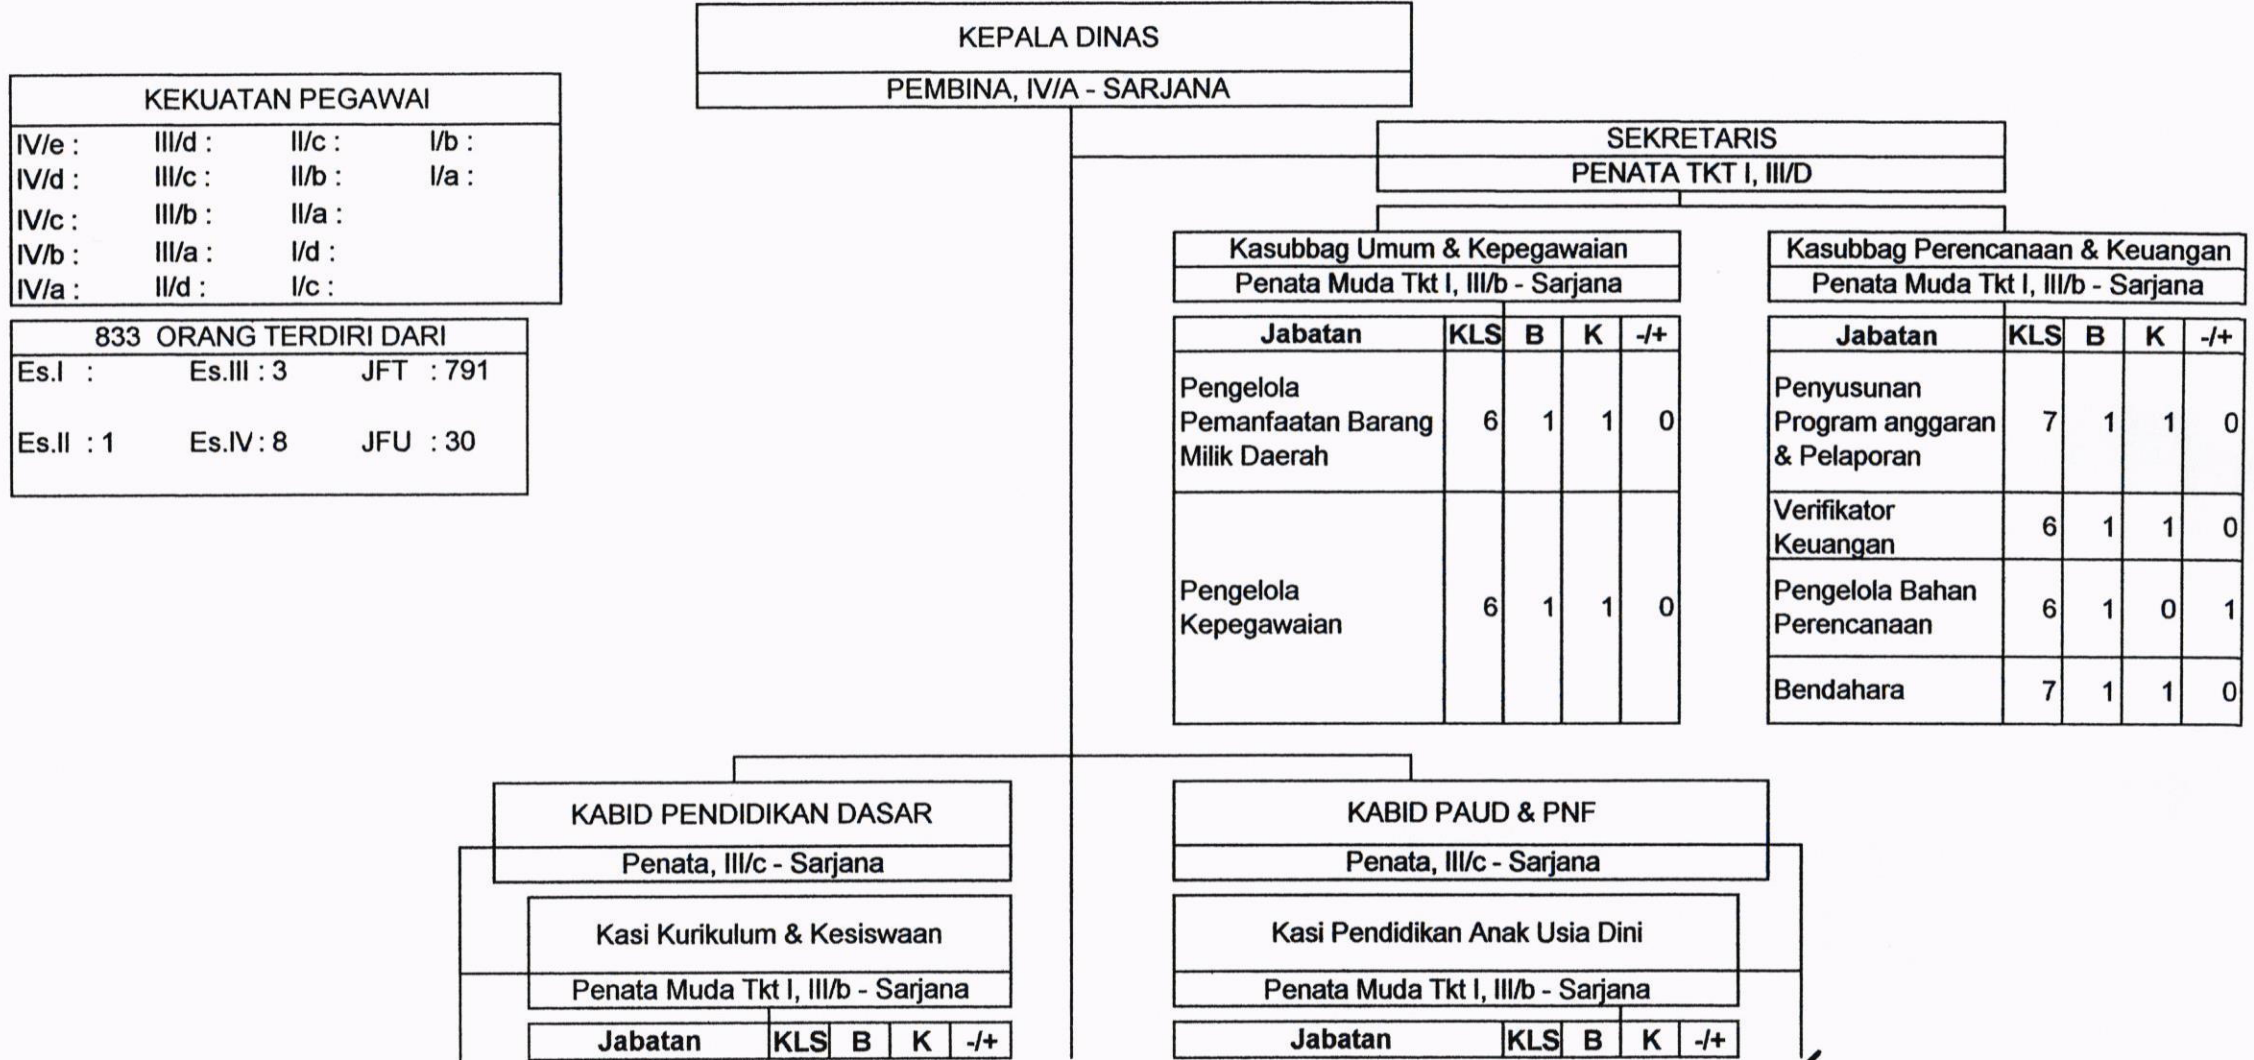 KEPALA DINAS
PEMBINA, IV/A - SARJANA
KEKUATAN PEGAWAI
IV/e : III/d : II/c : I/b :
IV/d : III/c : II/b : I/a :
IV/c : III/b : II/a :
IV/b : III/a : I/d :
IV/a : II/d : I/c :
833 ORANG TERDIRI DARI
Es.I : Es.III : 3 JFT : 791
Es.II : 1 Es.IV : 8 JFU : 30
SEKRETARIS
PENATA TKT I, III/D
Kasubbag Umum & Kepegawaian
Penata Muda Tkt I, III/b - Sarjana
Jabatan KLS B K -/+
Pengelola
Pemanfaatan Barang 6 1 1 0
Milik Daerah
Pengelola
Kepegawaian 6 1 1 0
Kasubbag Perencanaan & Keuangan
Penata Muda Tkt I, III/b - Sarjana
Jabatan KLS B K -/+
Penyusunan
Program anggaran 7 1 1 0
& Pelaporan
Verifikator
Keuangan 6 1 1 0
Pengelola Bahan
Perencanaan 6 1 0 1
Bendahara 7 1 1 0
KABID PENDIDIKAN DASAR
Penata, III/c - Sarjana
Kasi Kurikulum & Kesiswaan
Penata Muda Tkt I, III/b - Sarjana
Jabatan KLS B K -/+
KABID PAUD & PNF
Penata, III/c - Sarjana
Kasi Pendidikan Anak Usia Dini
Penata Muda Tkt I, III/b - Sarjana
Jabatan KLS B K -/+